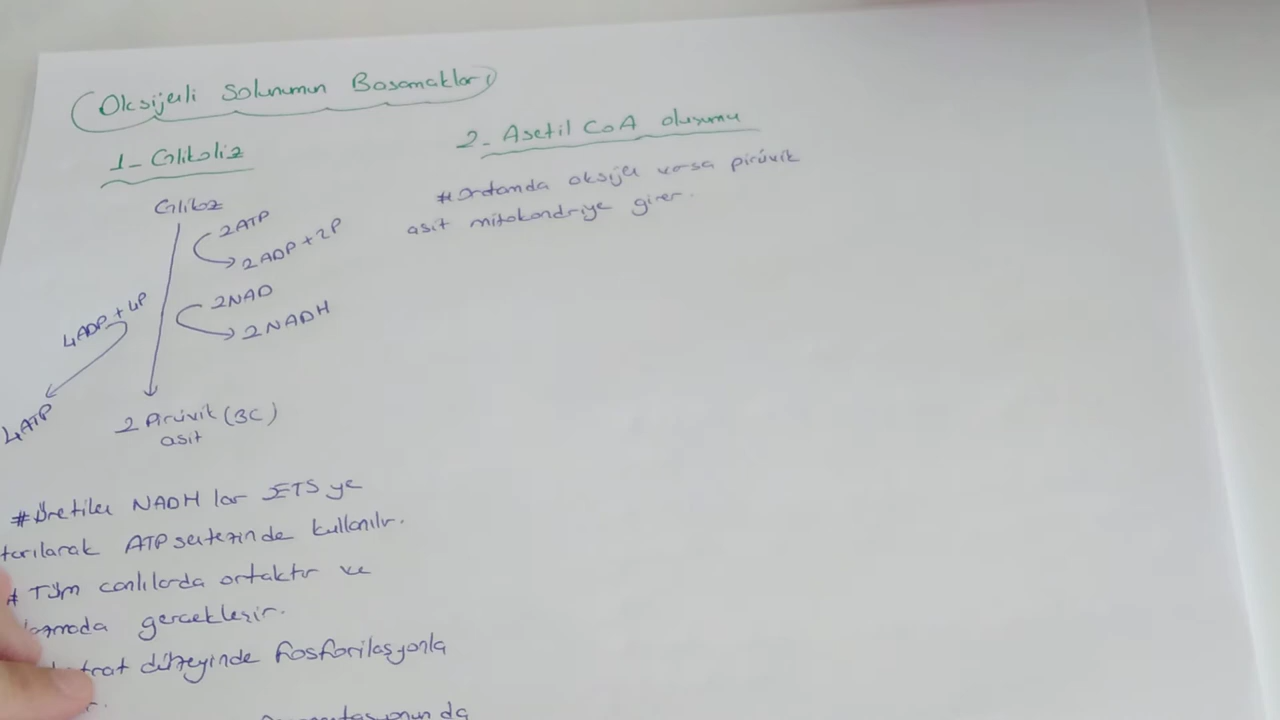 Oksijenli Solunumun Basamakları
1- Glikoliz
Glikoz
2ATP
2ADP + 2P
2NAD
2NADH
4ADP + 4P
4ATP
2 Pirüvik (3C)
asit
# Üretilen NADH lar ETS ye
tarılarak ATP sentezinde kullanılır.
# Tüm canlılarda ortaktır ve
gerçekleşir.
düzeyinde fosforilasyonla
2- Asetil CoA oluşumu
# Ortamda oksijen varsa pirüvik
asit mitokondriye girer.